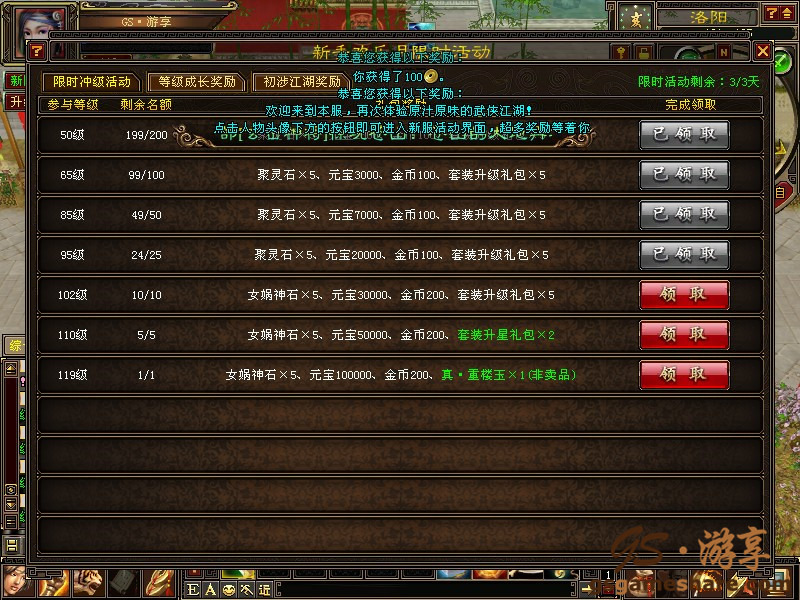 GS·游享
洛阳
亥
新季欢乐月限时活动
恭喜您获得以下奖励:
你获得了100。
恭喜您获得以下奖励:
欢迎来到本服,再次体验原汁原味的武侠江湖!
点击人物头像下方的按钮即可进入新服活动界面,超多奖励等着你
限时冲级活动 等级成长奖励 初涉江湖奖励 限时活动剩余:3/3天
参与等级 剩余名额 完成领取
50级 199/200 已领取
65级 99/100 聚灵石×5、元宝3000、金币100、套装升级礼包×5 已领取
85级 49/50 聚灵石×5、元宝7000、金币100、套装升级礼包×5 已领取
95级 24/25 聚灵石×5、元宝20000、金币100、套装升级礼包×5 已领取
102级 10/10 女娲神石×5、元宝30000、金币200、套装升级礼包×5 领取
110级 5/5 女娲神石×5、元宝50000、金币200、套装升星礼包×2 领取
119级 1/1 女娲神石×5、元宝100000、金币200、真·重楼玉×1(非卖品) 领取
综
自
GS·游享
E A 近
1